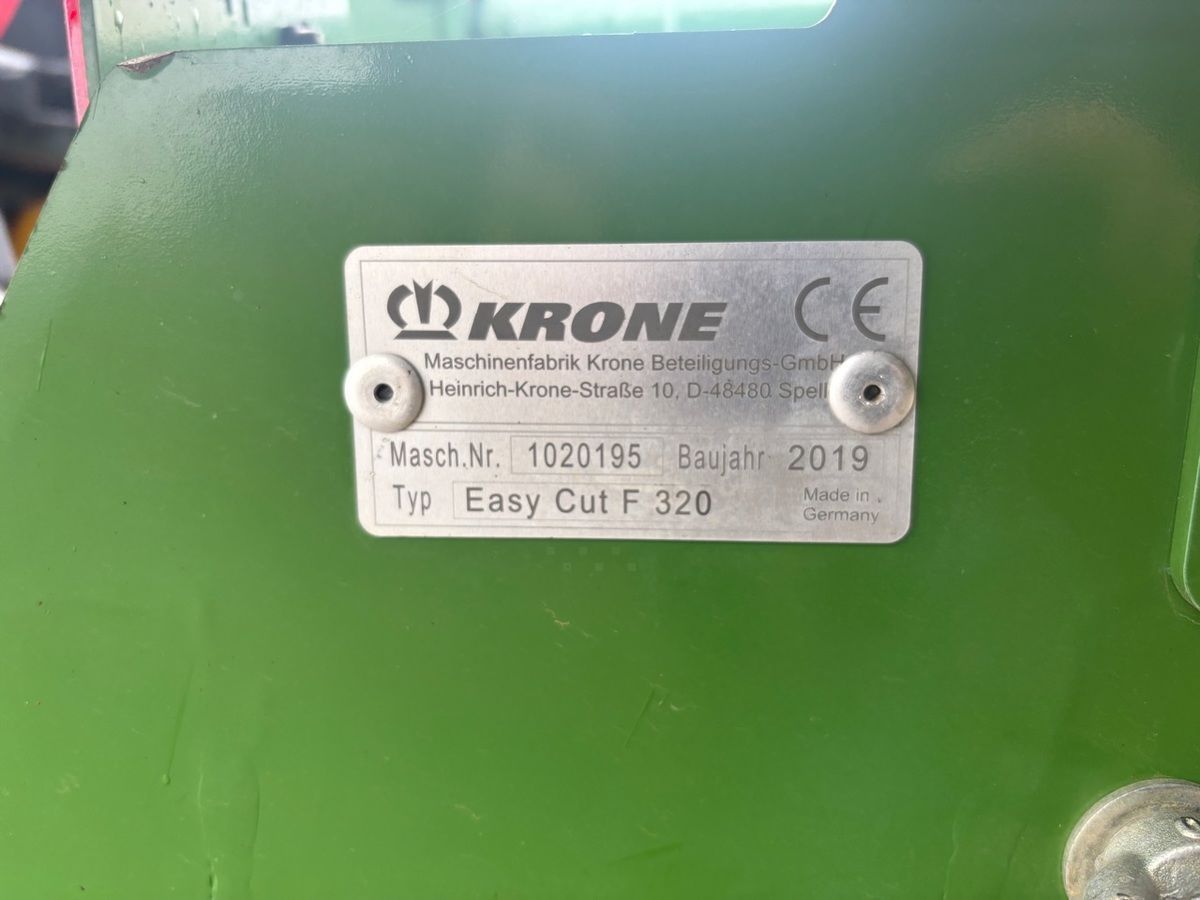 KRONE CE
Maschinenfabrik Krone Beteiligungs-GmbH
Heinrich-Krone-Straße 10, D-48480 Spelle
Masch.Nr. 1020195 Baujahr 2019
Typ Easy Cut F 320
Made in
Germany